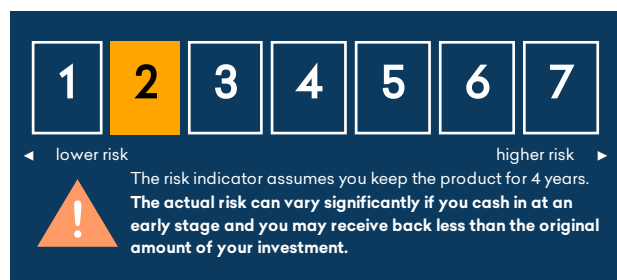 1 2 3 4 5 6 7
◄ lower risk higher risk ►
The risk indicator assumes you keep the product for 4 years.
The actual risk can vary significantly if you cash in at an
early stage and you may receive back less than the original
amount of your investment.